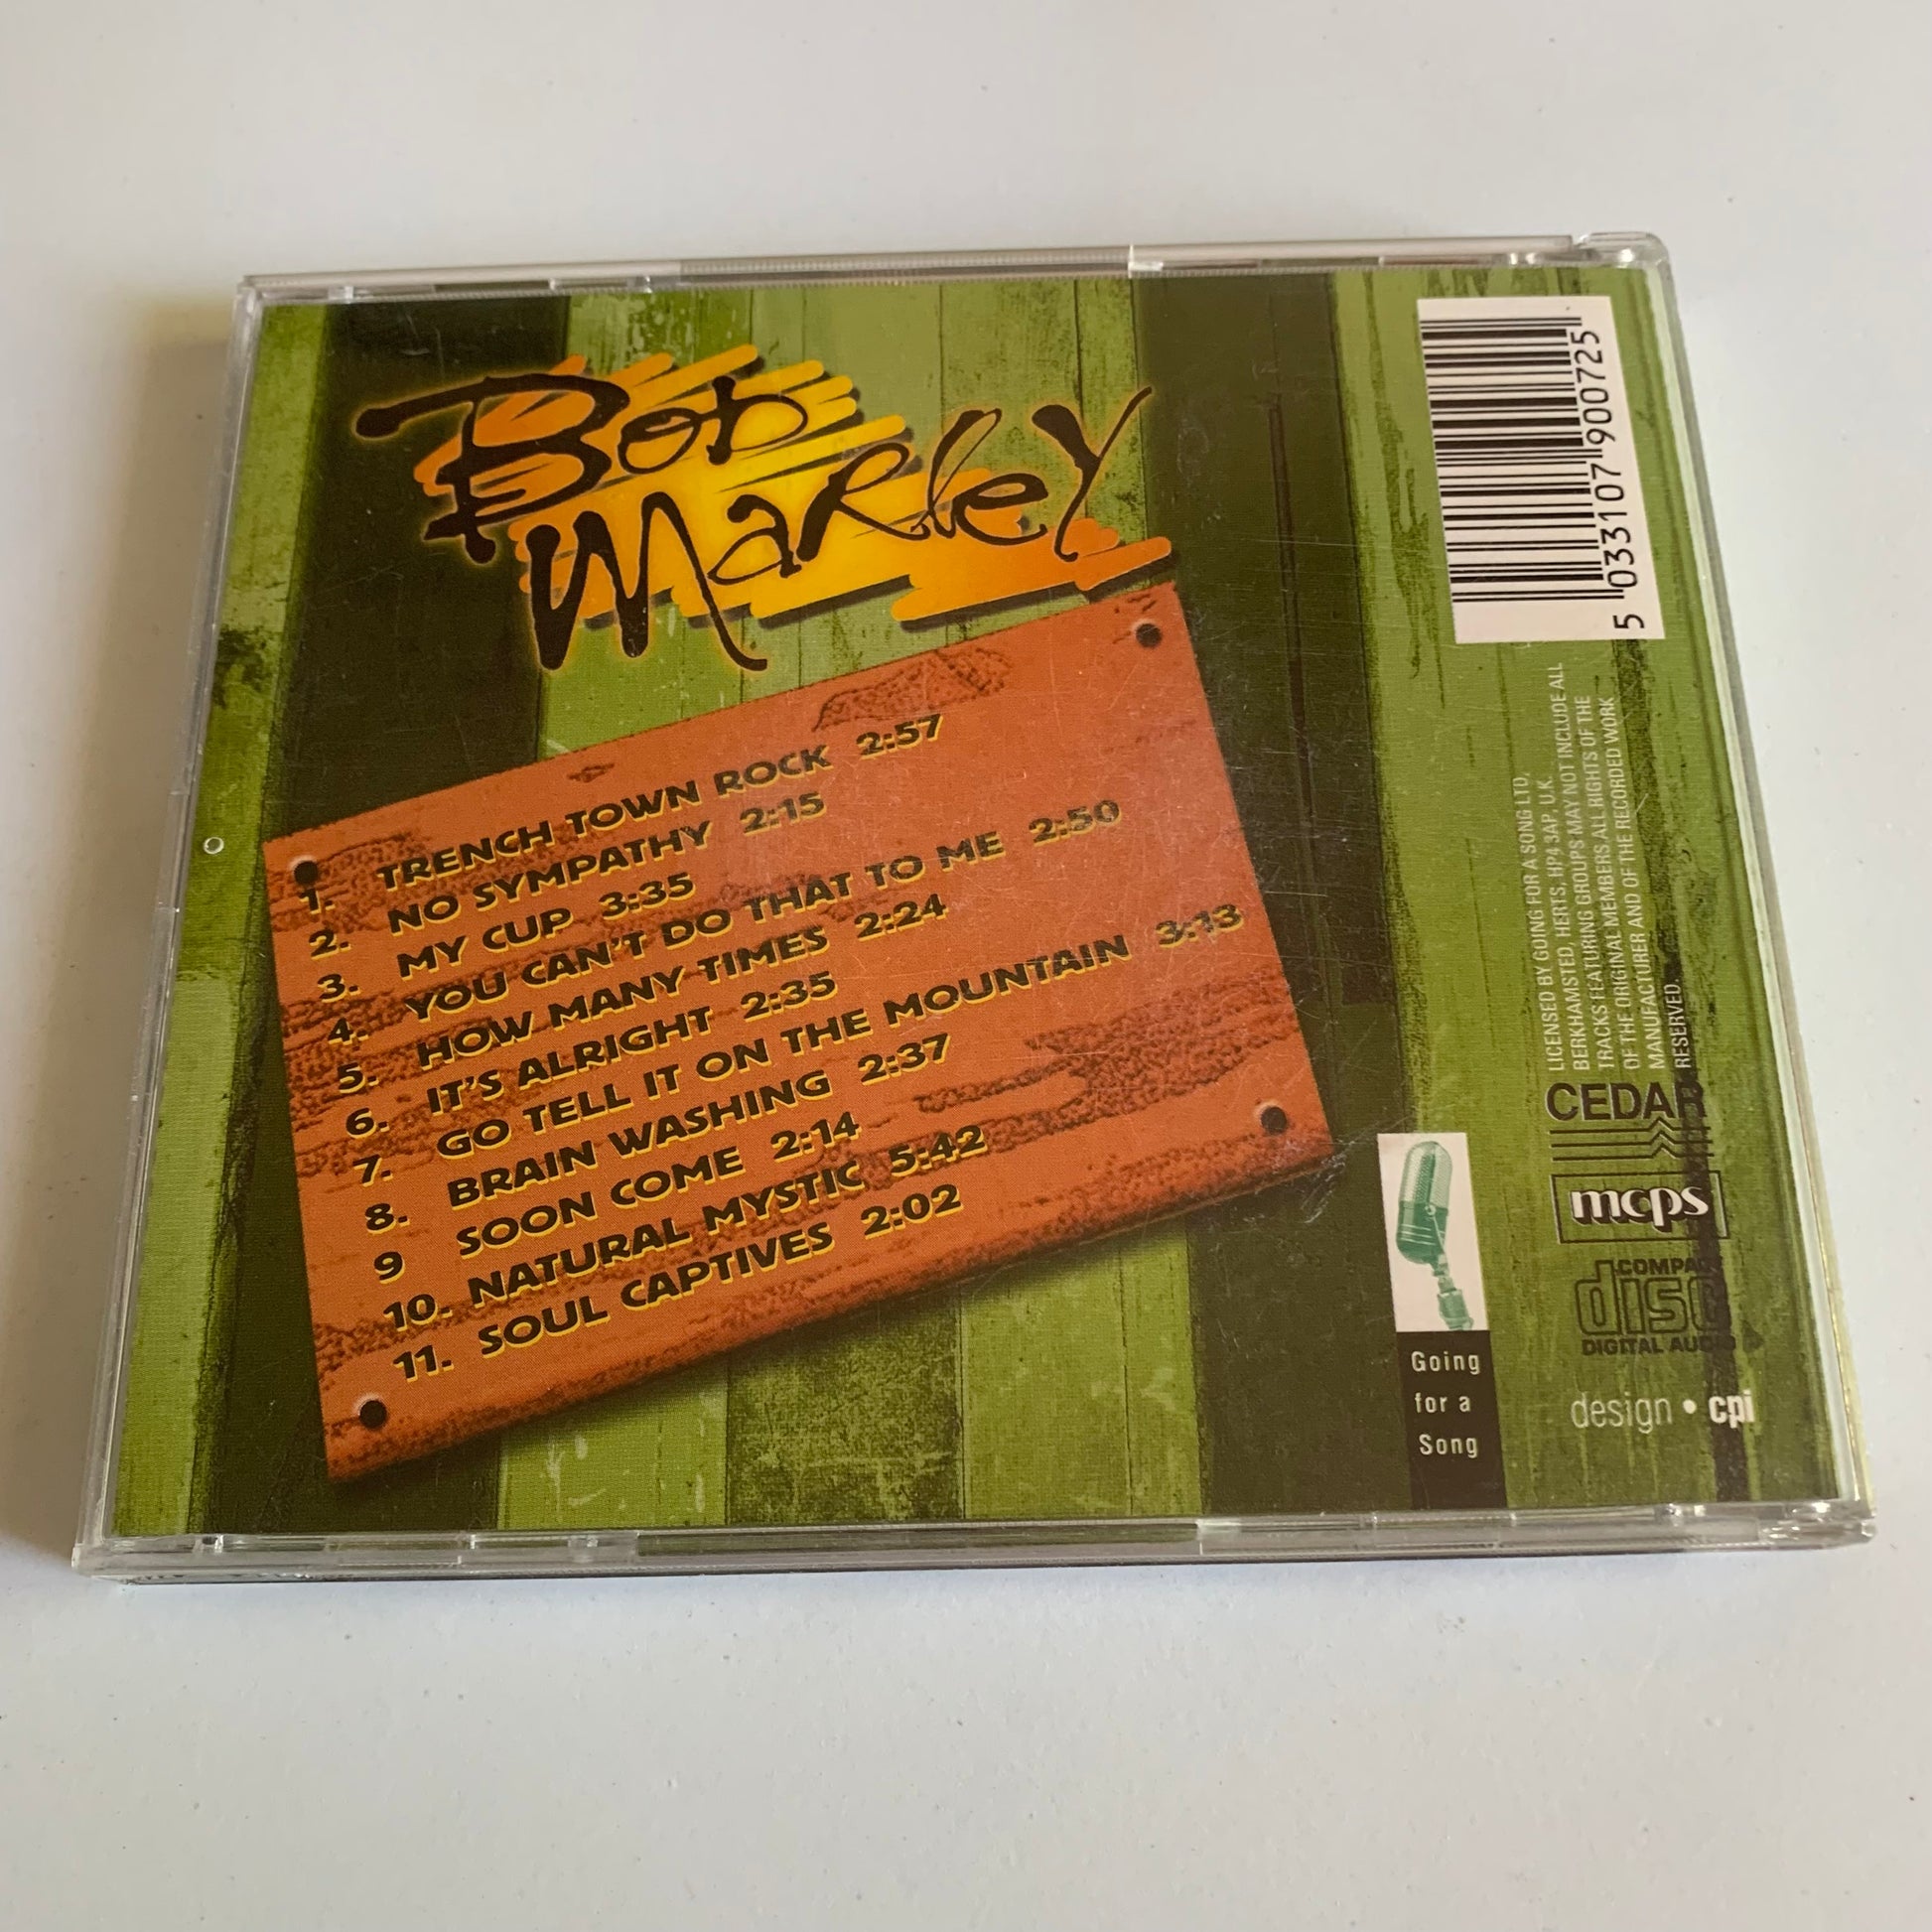 Bob
Marley
1. TRENCH TOWN ROCK 2:57
2. NO SYMPATHY 2:15
3. MY CUP 3:35
4. YOU CAN'T DO THAT TO ME 2:50
5. HOW MANY TIMES 2:24
6. IT'S ALRIGHT 2:35
7. GO TELL IT ON THE MOUNTAIN 3:13
8. BRAIN WASHING 2:37
9 SOON COME 2:14
10. NATURAL MYSTIC 5:42
11. SOUL CAPTIVES 2:02
5 033107 900725
LICENSED BY GOING FOR A SONG LTD,
BERKHAMSTED, HERTS. HP4 3AP, U.K.
TRACKS FEATURING GROUPS MAY NOT INCLUDE ALL
OF THE ORIGINAL MEMBERS ALL RIGHTS OF THE
MANUFACTURER AND OF THE RECORDED WORK
RESERVED.
CEDAR
mcps
COMPACT
disc
DIGITAL AUDIO
design • cpi
Going
for a
Song